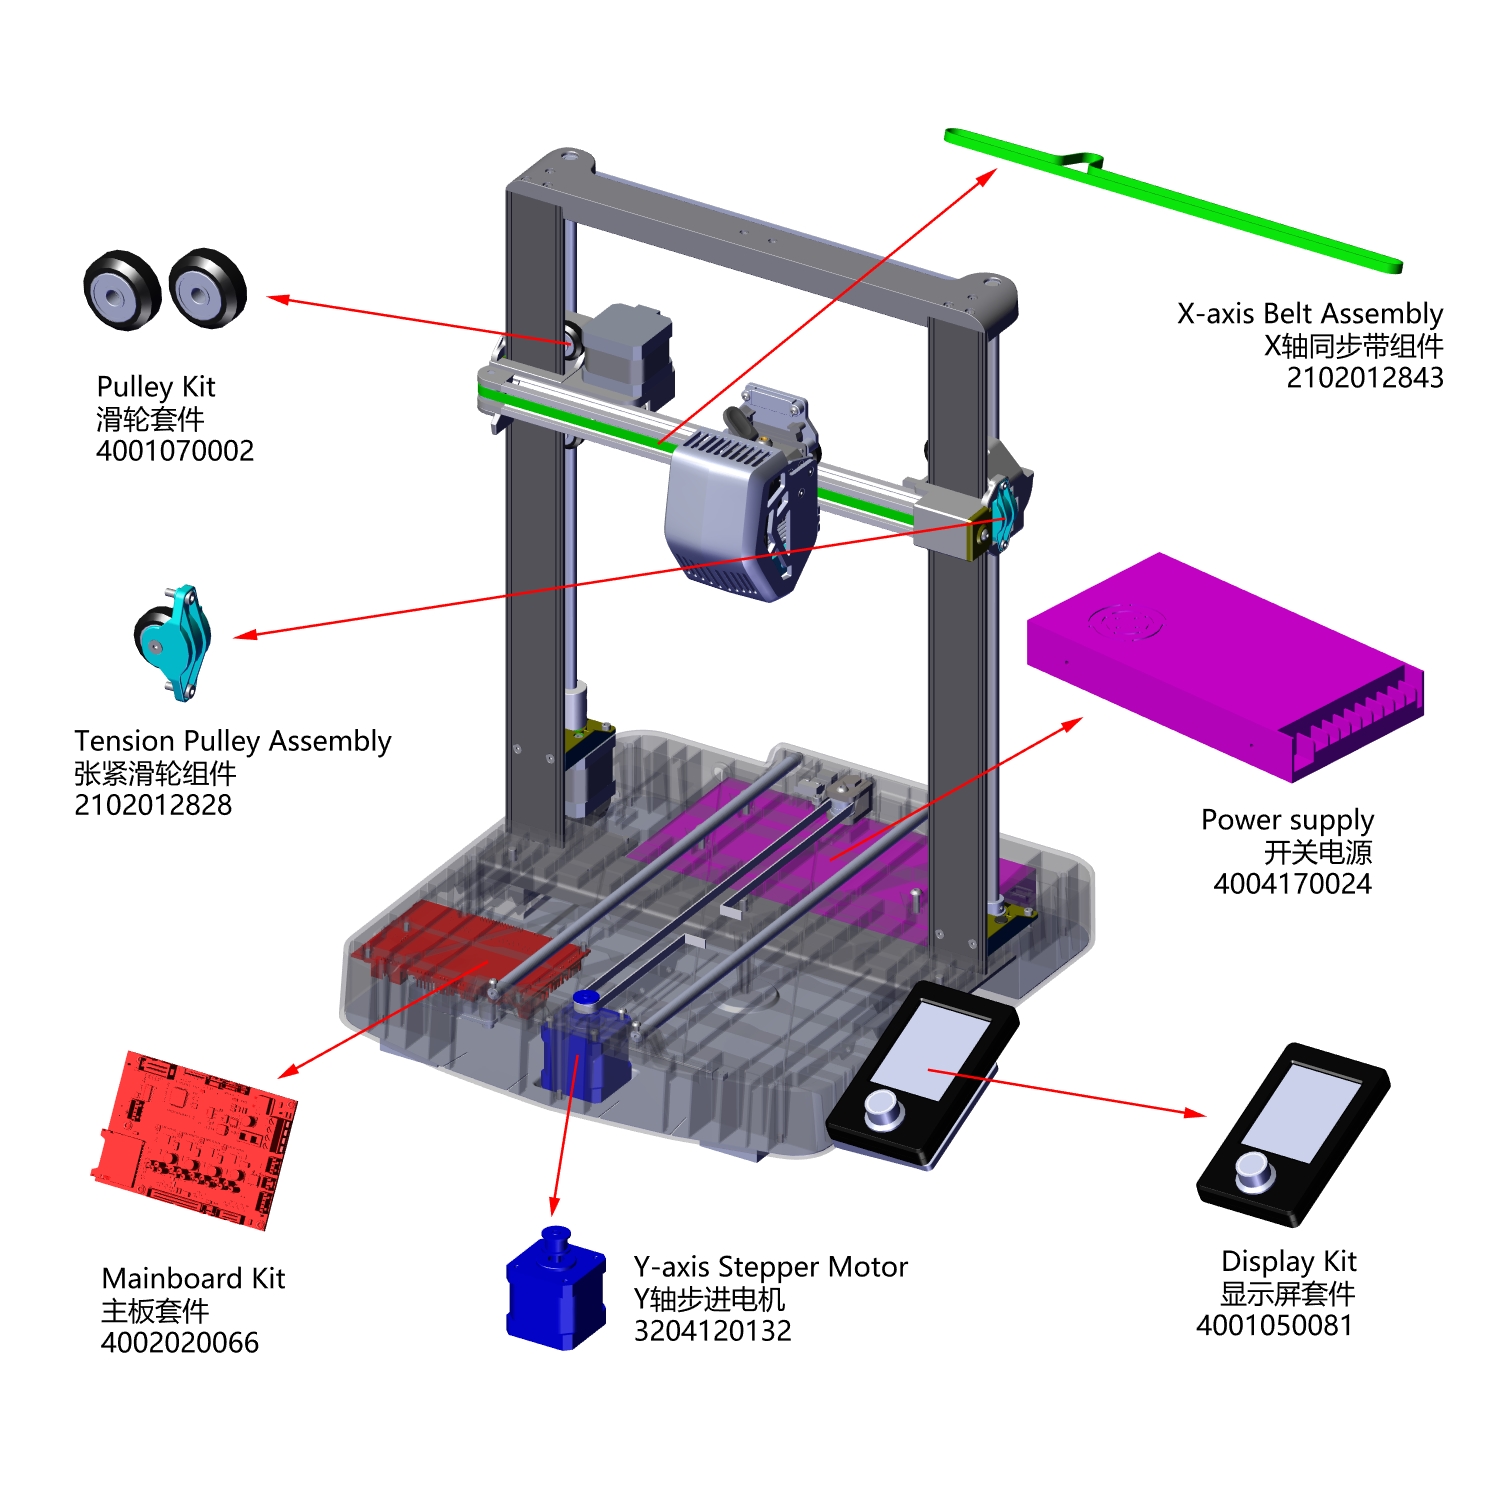 X-axis Belt Assembly
X轴同步带组件
2102012843
Pulley Kit
滑轮套件
4001070002
Tension Pulley Assembly
张紧滑轮组件
2102012828
Power supply
开关电源
4004170024
Mainboard Kit
主板套件
4002020066
Y-axis Stepper Motor
Y轴步进电机
3204120132
Display Kit
显示屏套件
4001050081